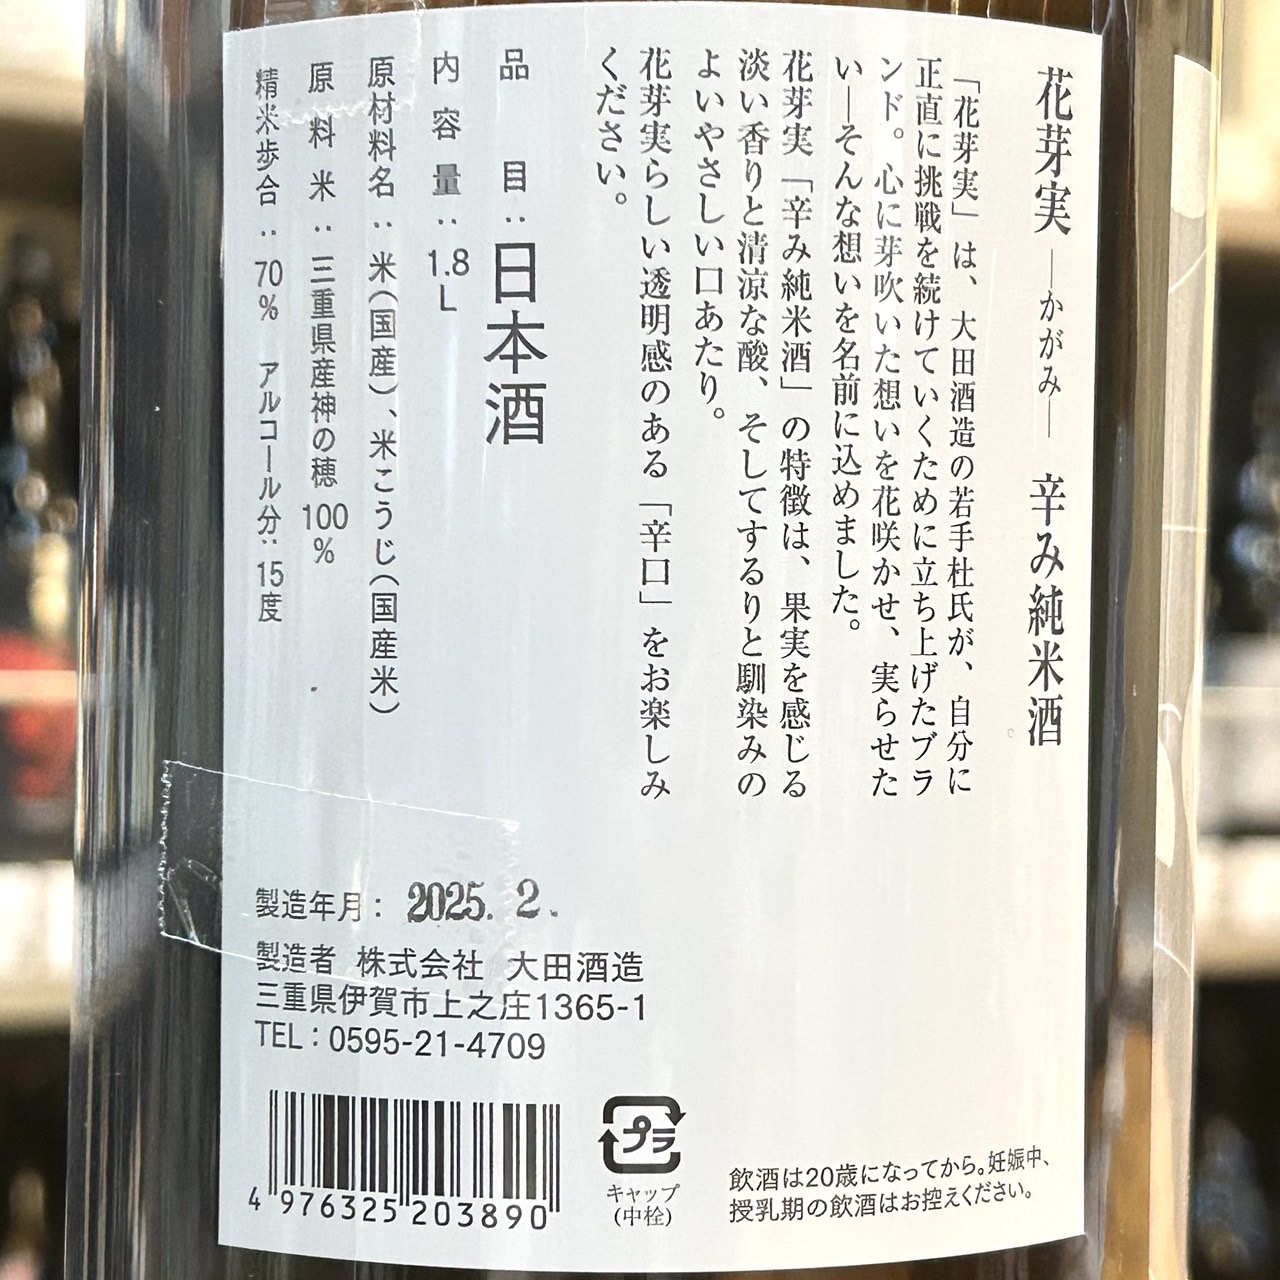 花芽実 ―かがみ― 辛み純米酒
「花芽実」は、大田酒造の若手杜氏が、自分に
正直に挑戦を続けていくために立ち上げたブラ
ンド。心に芽吹いた想いを花咲かせ、実らせた
い―そんな想いを名前に込めました。
花芽実「辛み純米酒」の特徴は、果実を感じる
淡い香りと清涼な酸、そしてするりと馴染みの
よいやさしい口あたり。
花芽実らしい透明感のある「辛口」をお楽しみ
ください。
品目：日本酒
内容量：1.8L
原材料名：米（国産）、米こうじ（国産米）
原料米：三重県産神の穂100%
精米歩合：70% アルコール分：15度
製造年月：2025. 2.
製造者 株式会社 大田酒造
三重県伊賀市上之庄1365-1
TEL：0595-21-4709
4 976325 203890
プラ
キャップ
(中栓)
飲酒は20歳になってから。妊娠中、
授乳期の飲酒はお控えください。